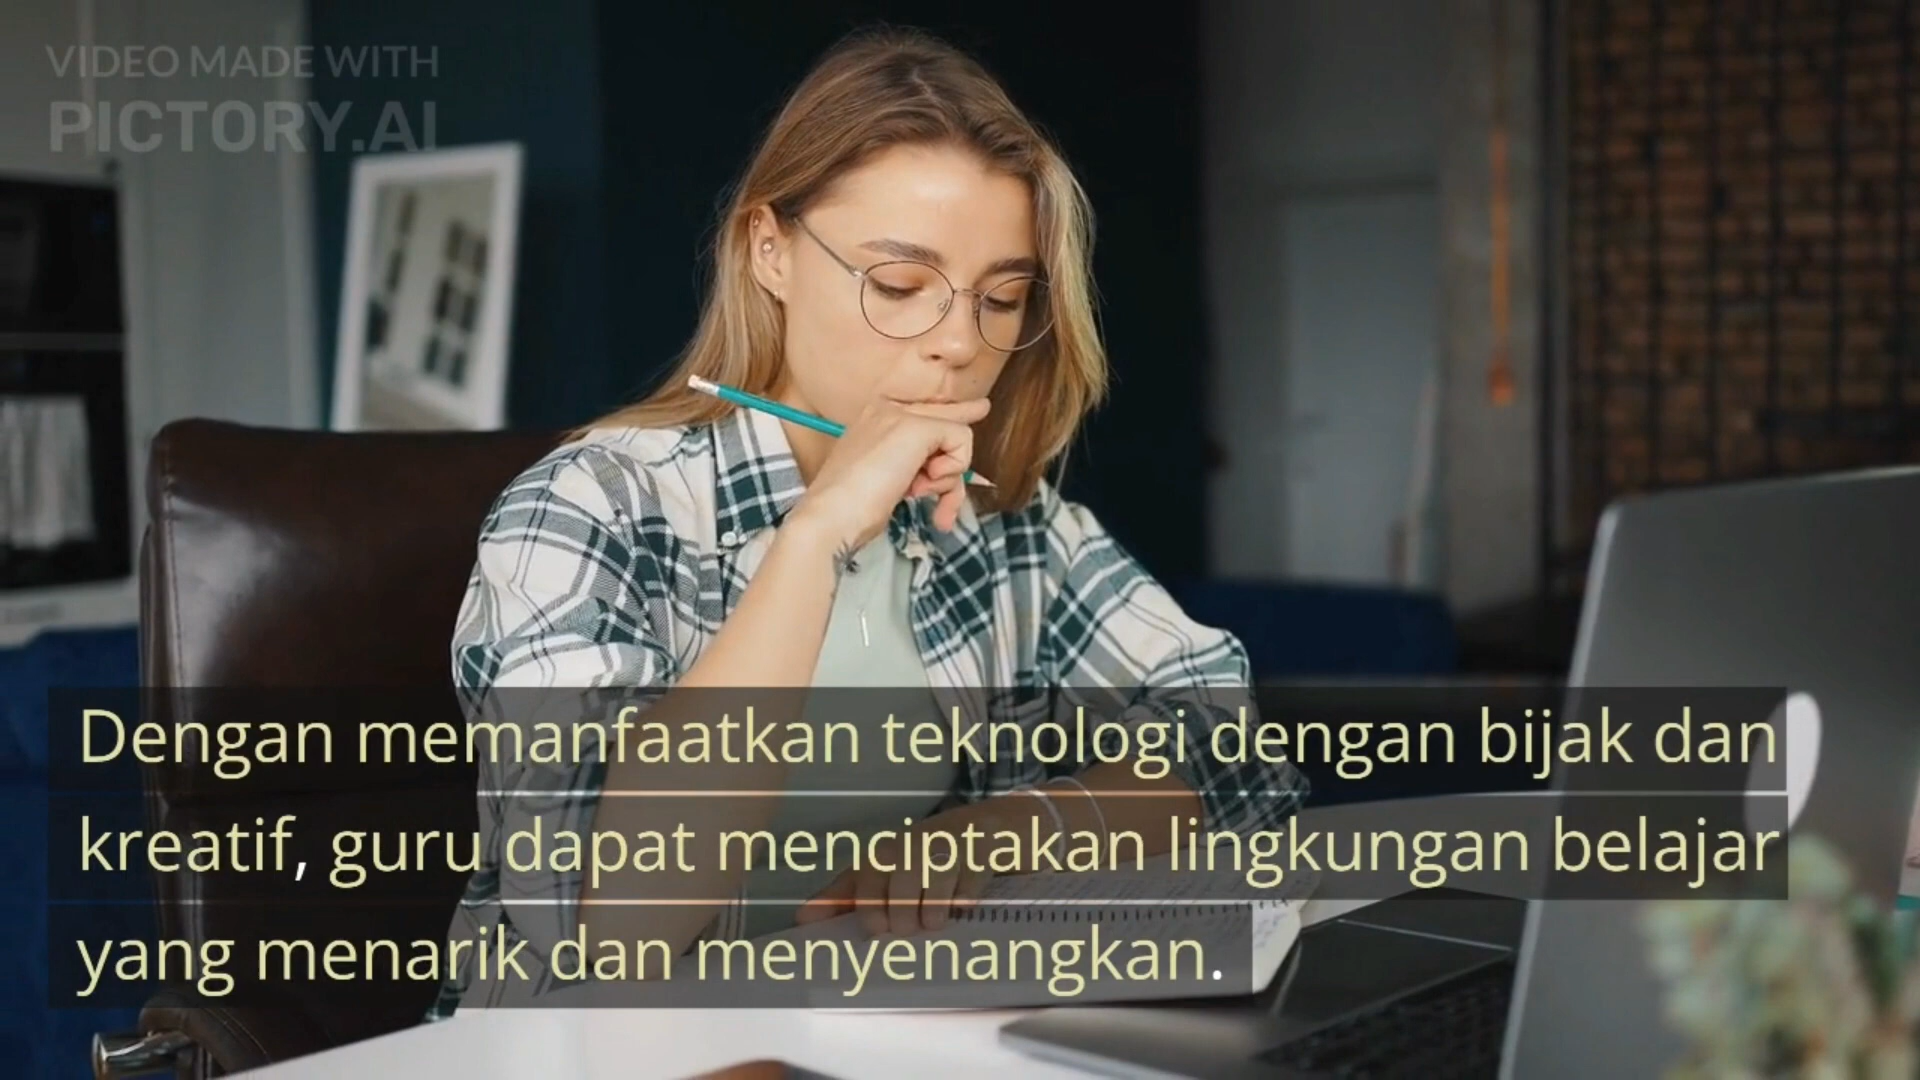 VIDEO MADE WITH
PICTORY.AI
Dengan memanfaatkan teknologi dengan bijak dan
kreatif, guru dapat menciptakan lingkungan belajar
yang menarik dan menyenangkan.